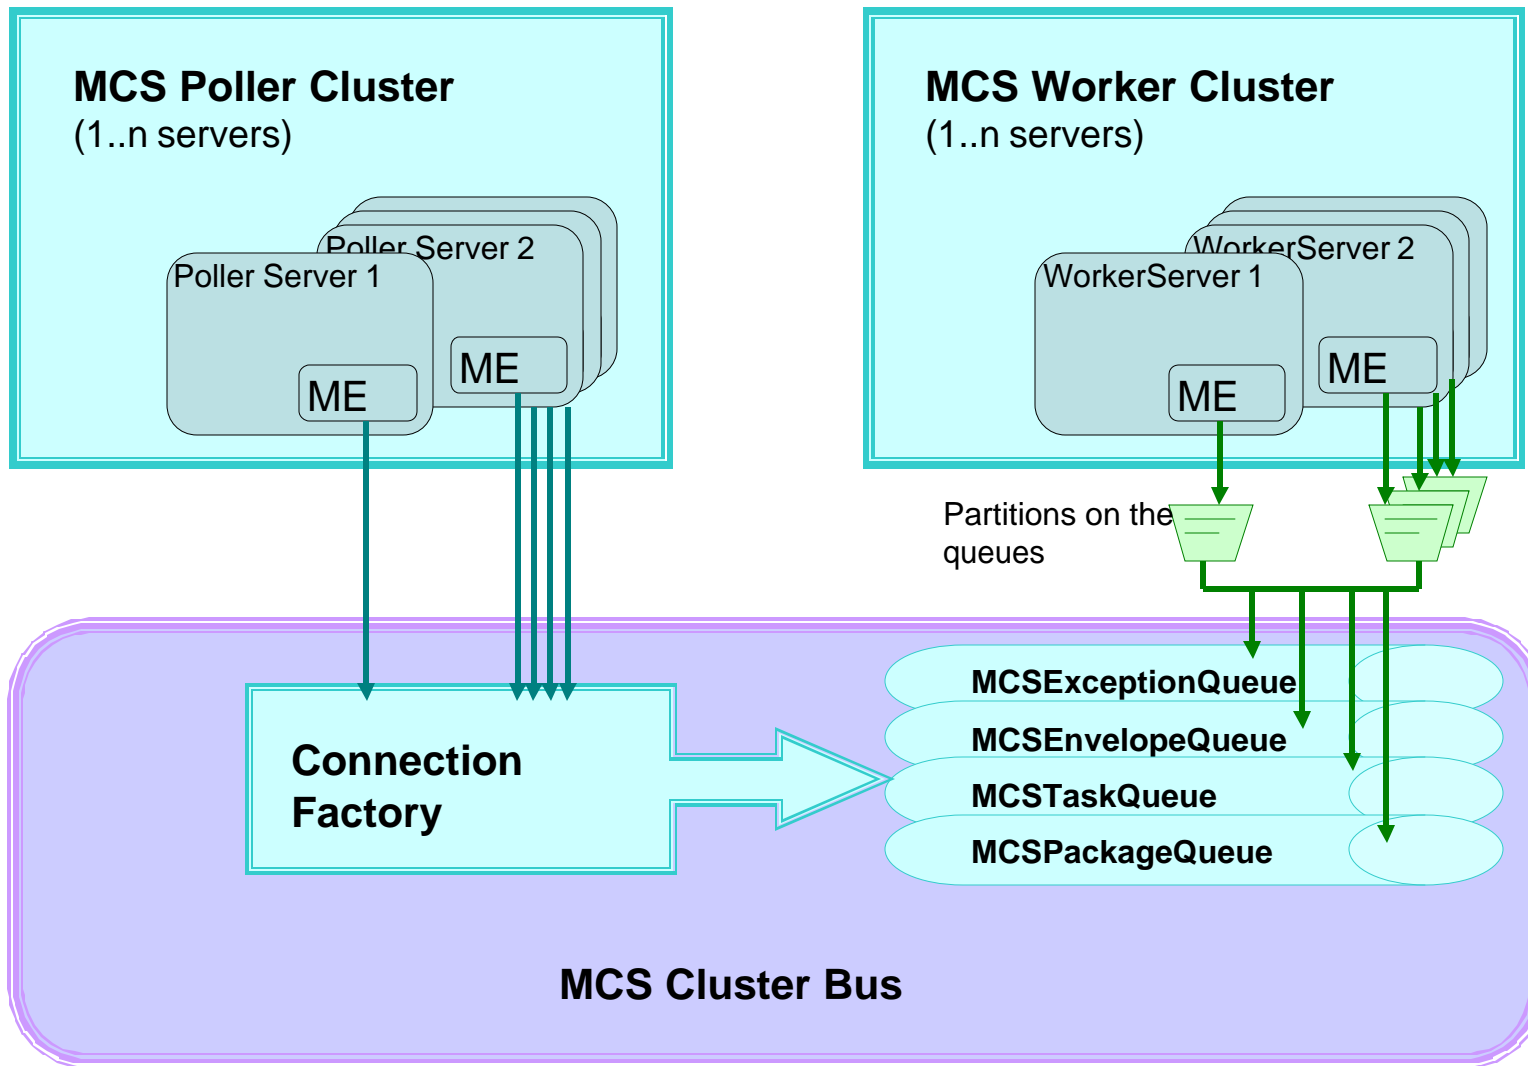 MCS Poller Cluster
(1..n servers)
Poller Server 2
Poller Server 1
ME
ME
MCS Worker Cluster
(1..n servers)
WorkerServer 2
WorkerServer 1
ME
ME
Partitions on the
queues
Connection
Factory
MCSExceptionQueue
MCSEnvelopeQueue
MCSTaskQueue
MCSPackageQueue
MCS Cluster Bus